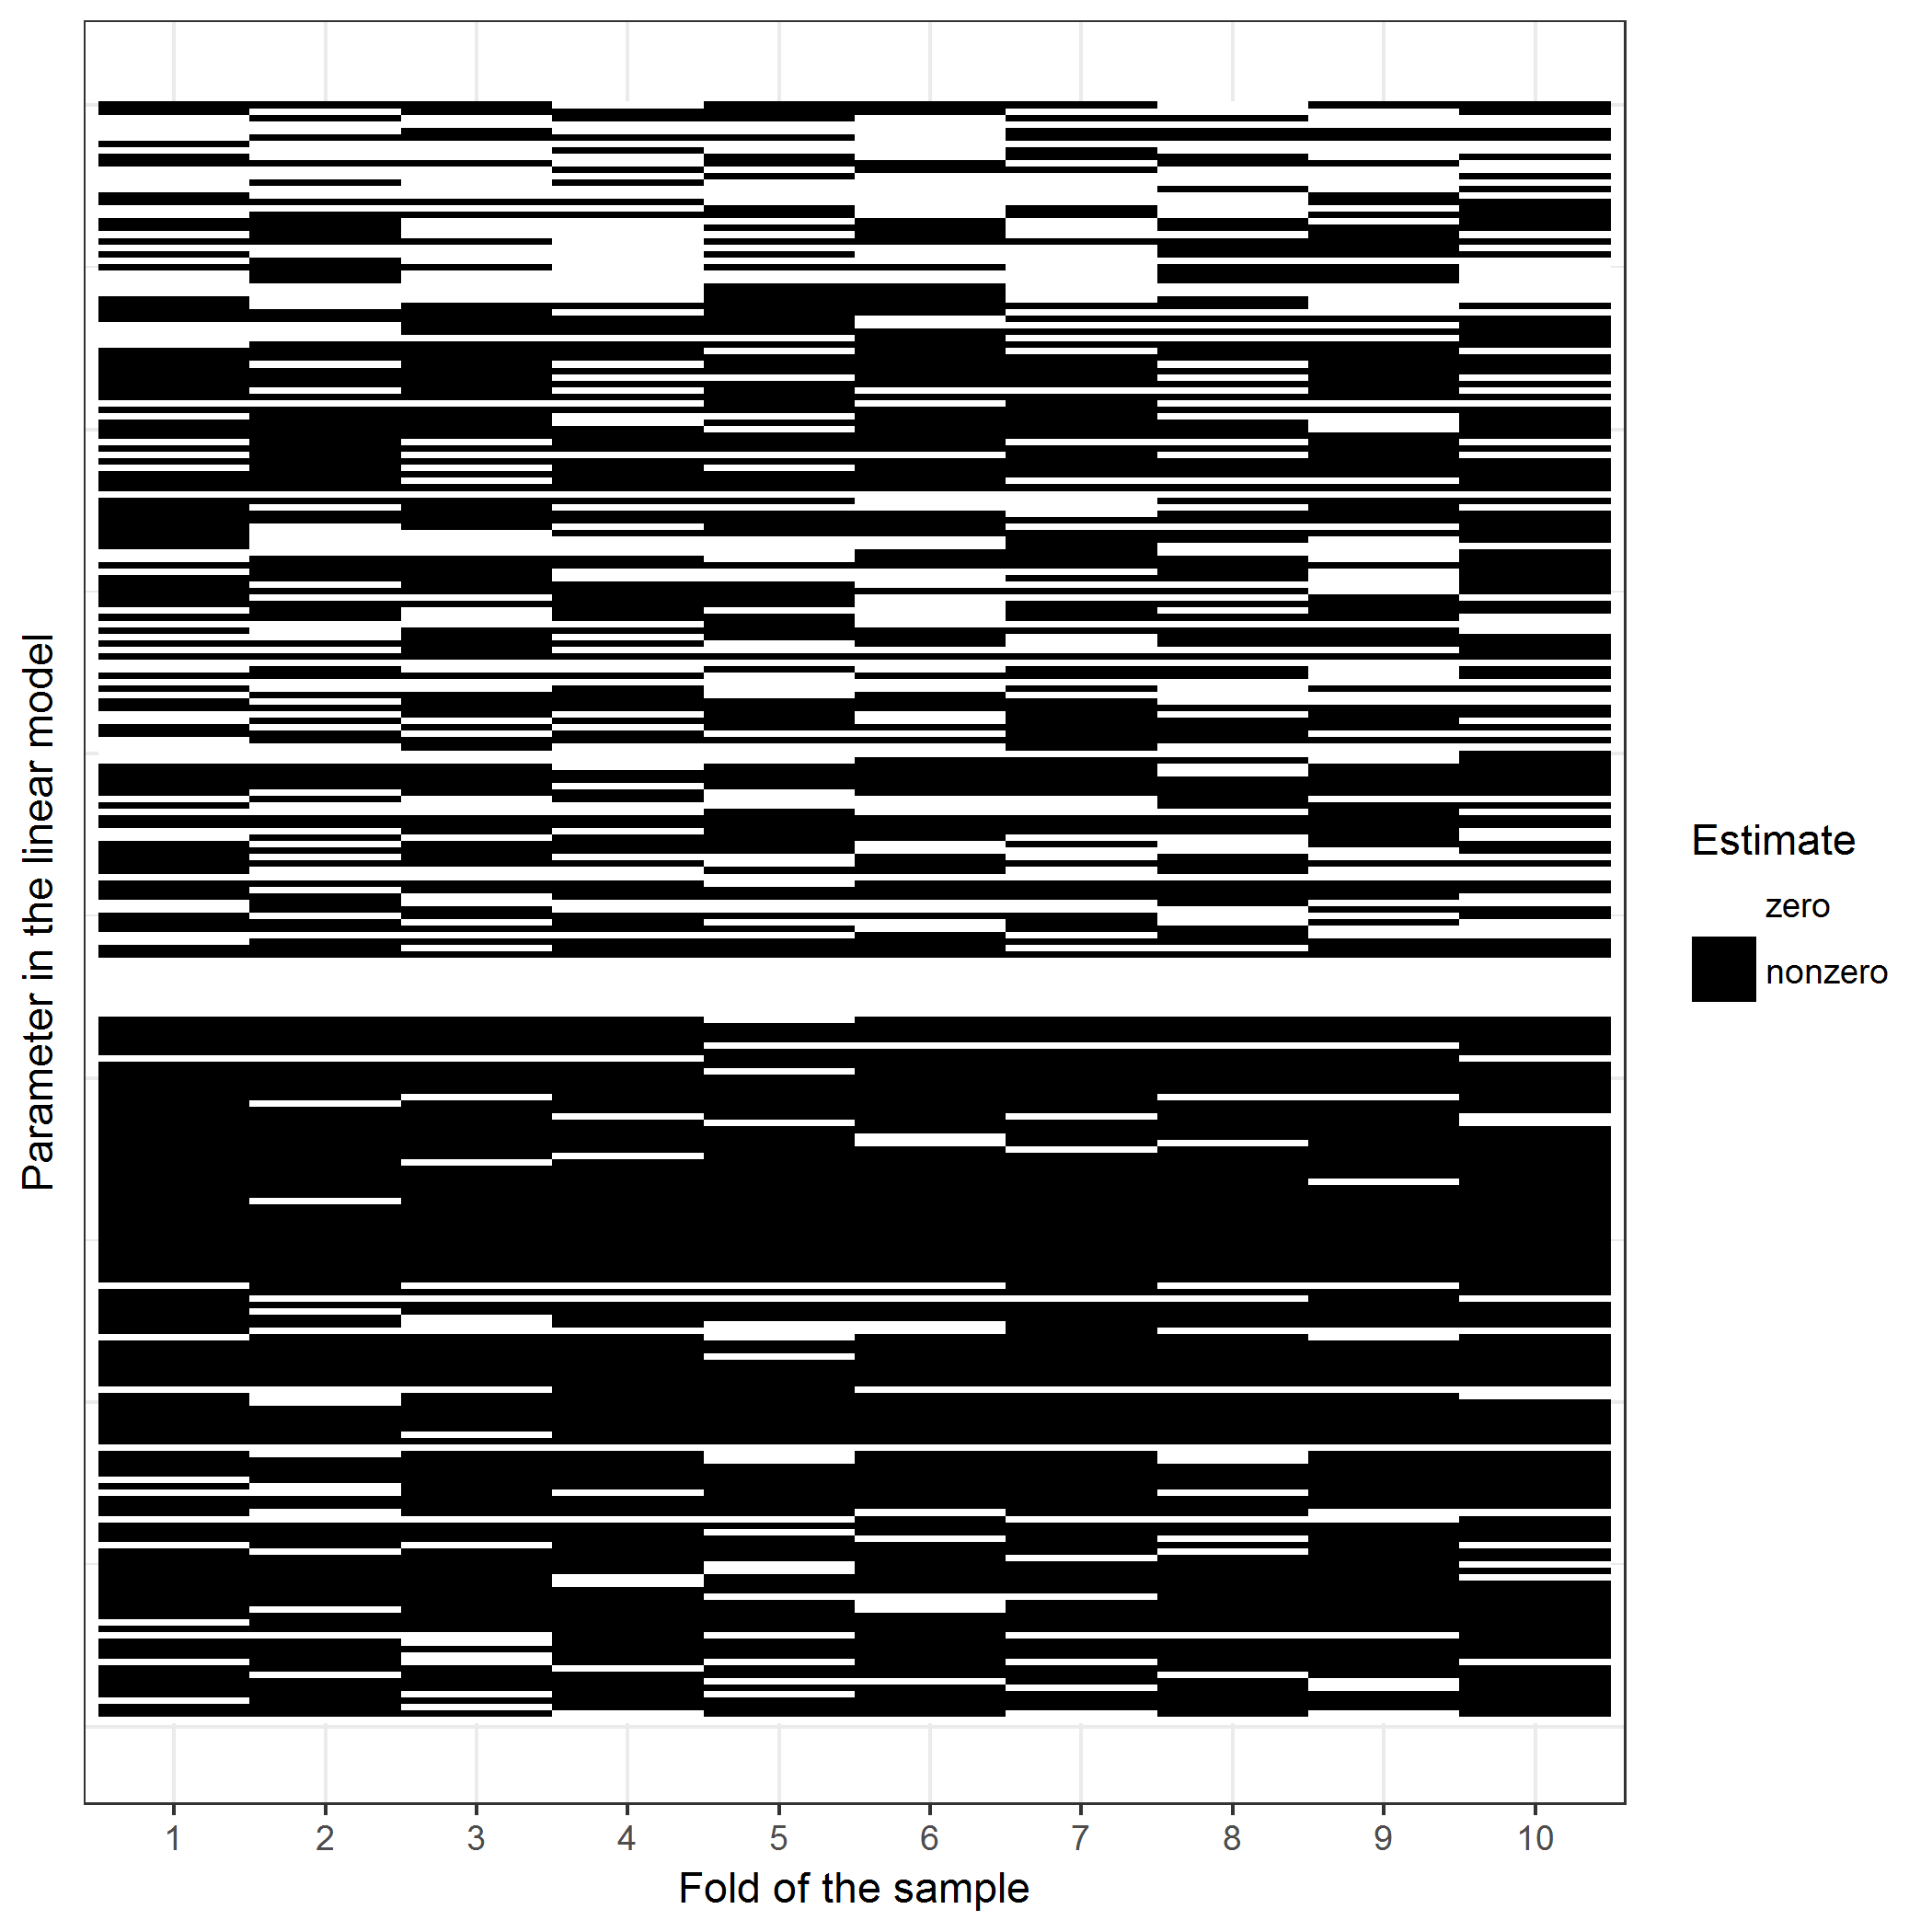 Parameter in the linear model
Estimate
zero
nonzero
1 2 3 4 5 6 7 8 9 10
Fold of the sample